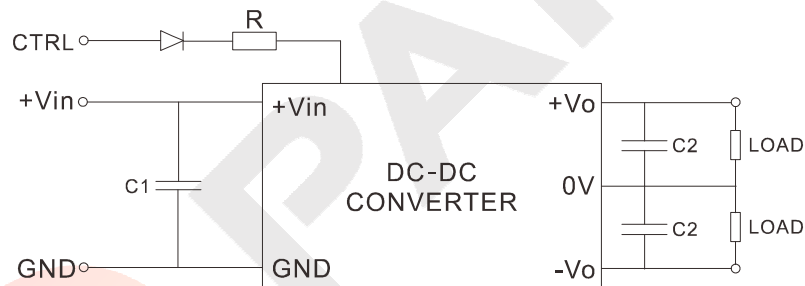 R
CTRL
+Vin
+Vin
+Vo
C1
DC-DC
CONVERTER
C2
LOAD
0V
C2
LOAD
GND
GND
-Vo